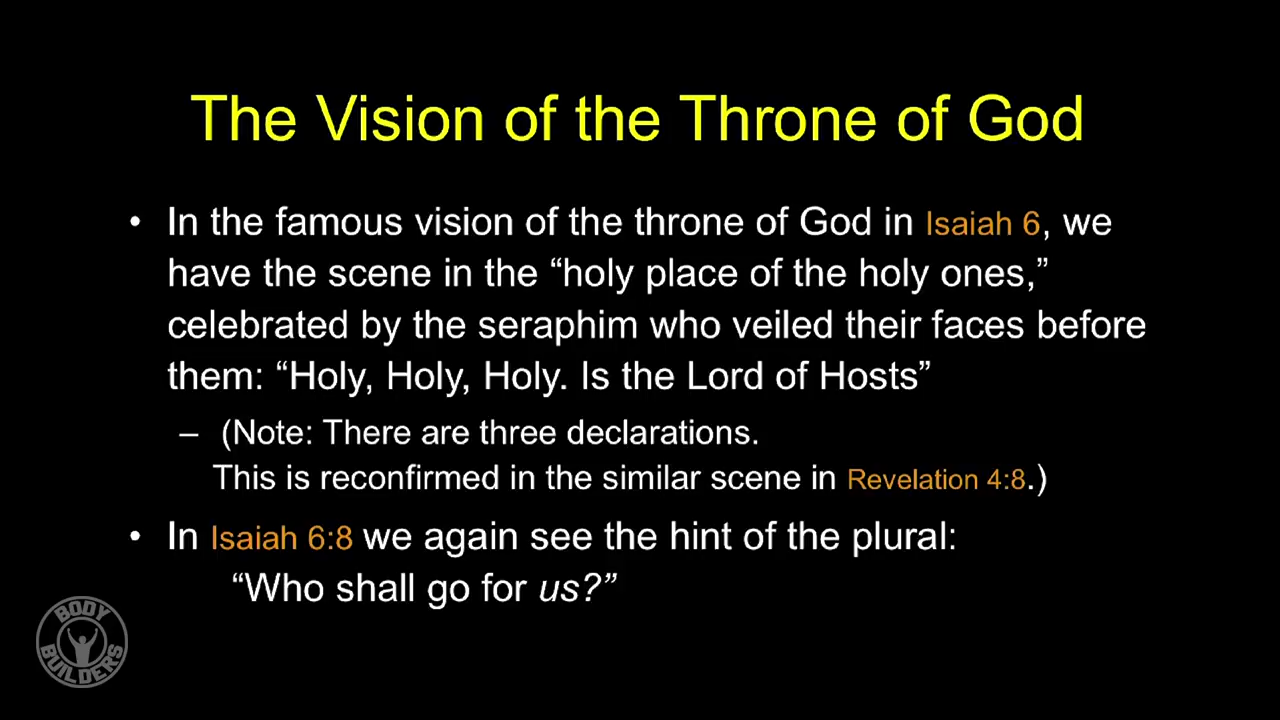 The Vision of the Throne of God
• In the famous vision of the throne of God in Isaiah 6, we
have the scene in the “holy place of the holy ones,”
celebrated by the seraphim who veiled their faces before
them: “Holy, Holy, Holy. Is the Lord of Hosts”
– (Note: There are three declarations.
This is reconfirmed in the similar scene in Revelation 4:8.)
• In Isaiah 6:8 we again see the hint of the plural:
“Who shall go for us?”
BODY
BUILDERS